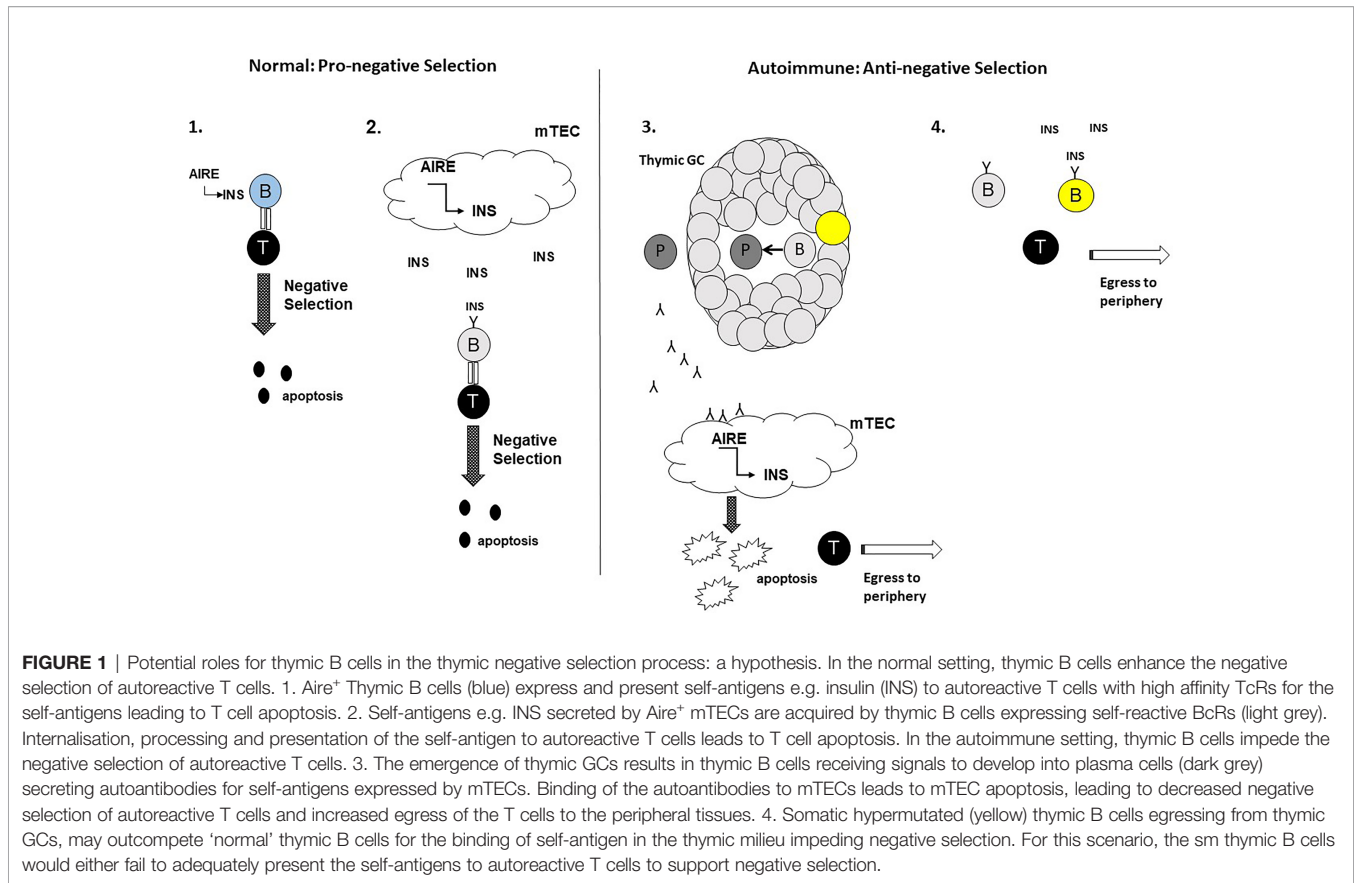 Normal: Pro-negative Selection
Autoimmune: Anti-negative Selection
1.
AIRE
INS
B
T
Negative
Selection
apoptosis
2.
mTEC
AIRE
INS
INS
INS
INS
INS
B
T
Negative
Selection
apoptosis
3.
Thymic GC
P
P
B
mTEC
AIRE
INS
apoptosis
T
Egress to
periphery
4.
INS
INS
INS
B
B
T
Egress to
periphery
FIGURE 1 | Potential roles for thymic B cells in the thymic negative selection process: a hypothesis. In the normal setting, thymic B cells enhance the negative
selection of autoreactive T cells. 1. Aire⁺ Thymic B cells (blue) express and present self-antigens e.g. insulin (INS) to autoreactive T cells with high affinity TcRs for the
self-antigens leading to T cell apoptosis. 2. Self-antigens e.g. INS secreted by Aire⁺ mTECs are acquired by thymic B cells expressing self-reactive BcRs (light grey).
Internalisation, processing and presentation of the self-antigen to autoreactive T cells leads to T cell apoptosis. In the autoimmune setting, thymic B cells impede the
negative selection of autoreactive T cells. 3. The emergence of thymic GCs results in thymic B cells receiving signals to develop into plasma cells (dark grey)
secreting autoantibodies for self-antigens expressed by mTECs. Binding of the autoantibodies to mTECs leads to mTEC apoptosis, leading to decreased negative
selection of autoreactive T cells and increased egress of the T cells to the peripheral tissues. 4. Somatic hypermutated (yellow) thymic B cells egressing from thymic
GCs, may outcompete ‘normal’ thymic B cells for the binding of self-antigen in the thymic milieu impeding negative selection. For this scenario, the sm thymic B cells
would either fail to adequately present the self-antigens to autoreactive T cells to support negative selection.